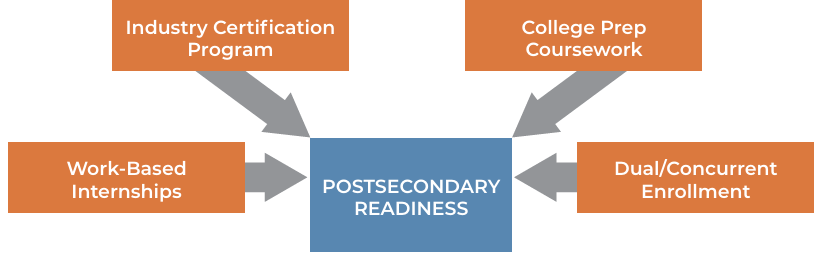 Industry Certification
Program
College Prep
Coursework
Work-Based
Internships
POSTSECONDARY
READINESS
Dual/Concurrent
Enrollment